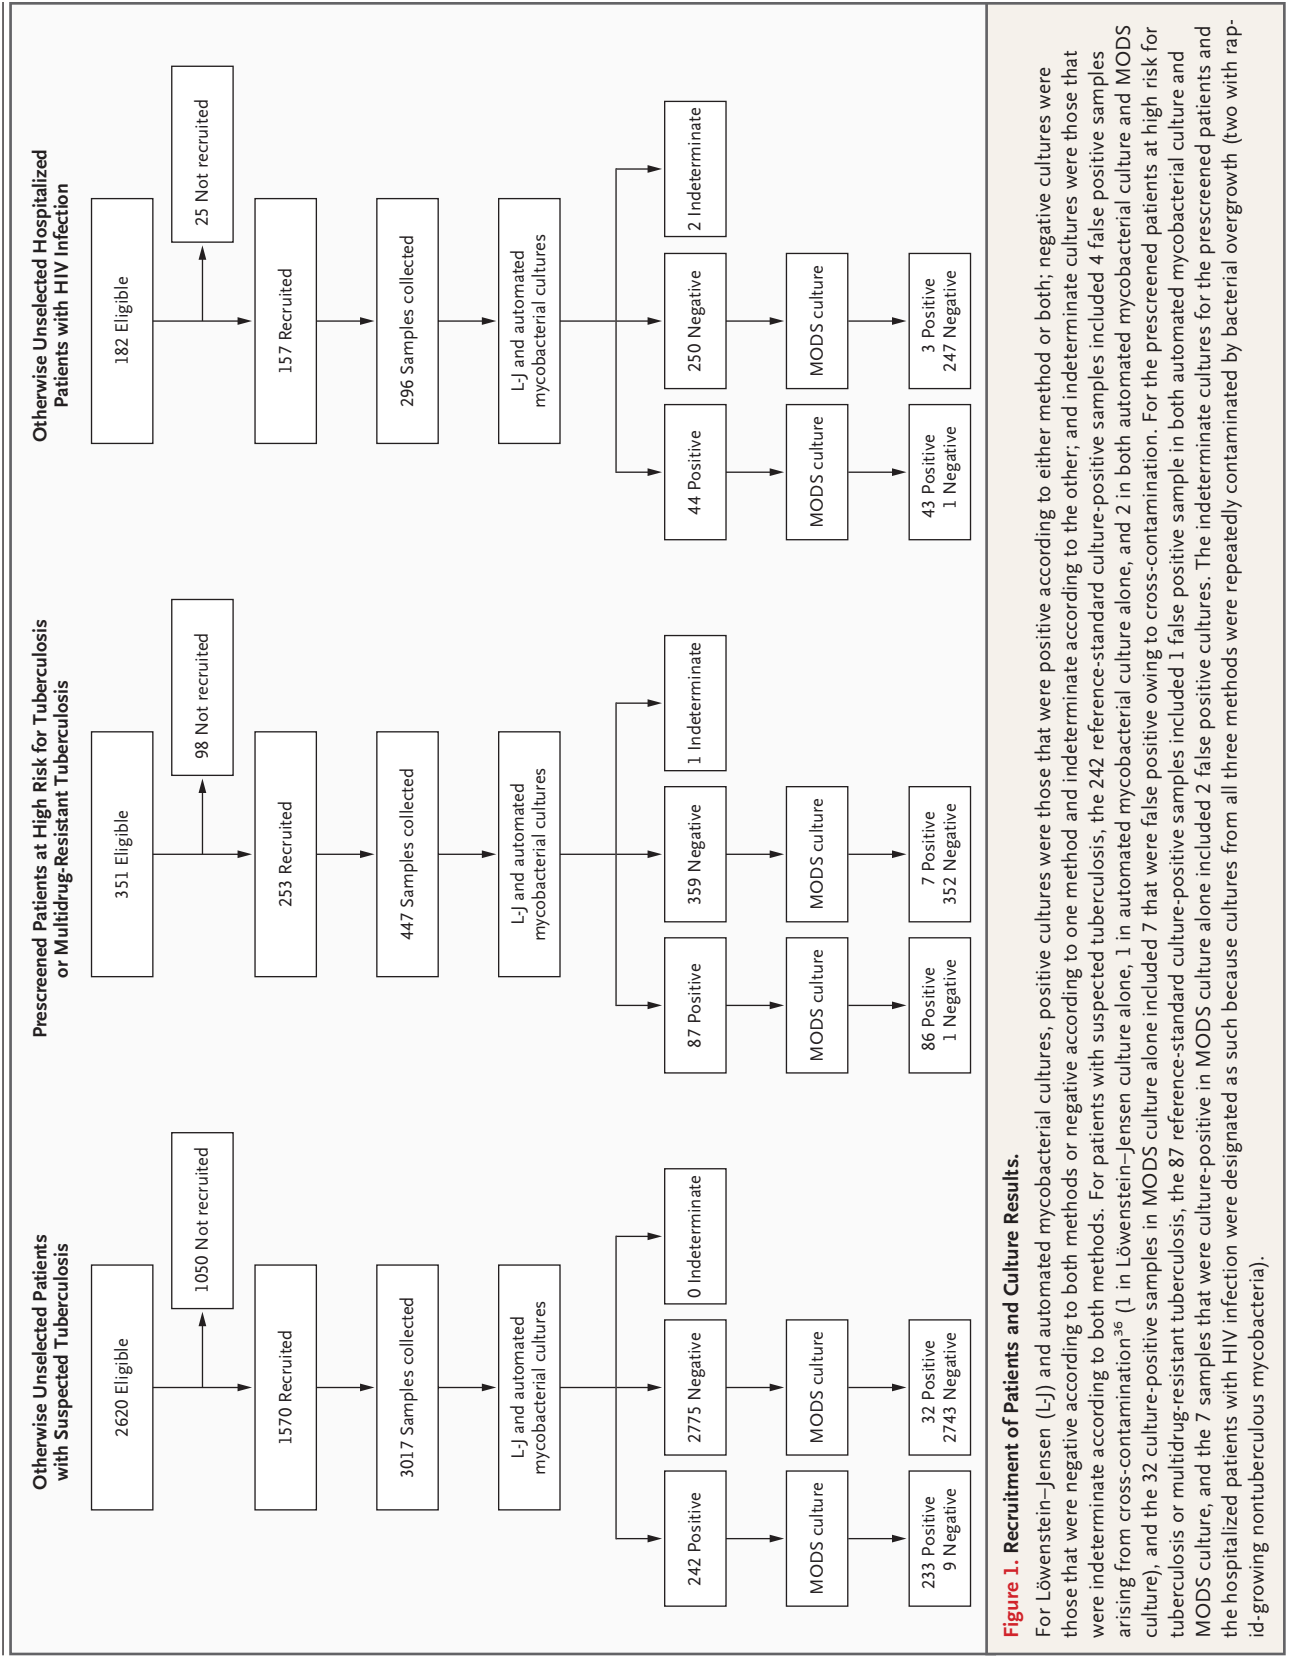 Otherwise Unselected Patients
with Suspected Tuberculosis
2620 Eligible
1050 Not recruited
1570 Recruited
3017 Samples collected
L-J and automated
mycobacterial cultures
242 Positive
2775 Negative
0 Indeterminate
MODS culture
MODS culture
233 Positive
9 Negative
32 Positive
2743 Negative
Prescreened Patients at High Risk for Tuberculosis
or Multidrug-Resistant Tuberculosis
351 Eligible
98 Not recruited
253 Recruited
447 Samples collected
L-J and automated
mycobacterial cultures
87 Positive
359 Negative
1 Indeterminate
MODS culture
MODS culture
86 Positive
1 Negative
7 Positive
352 Negative
Otherwise Unselected Hospitalized
Patients with HIV Infection
182 Eligible
25 Not recruited
157 Recruited
296 Samples collected
L-J and automated
mycobacterial cultures
44 Positive
250 Negative
2 Indeterminate
MODS culture
MODS culture
43 Positive
1 Negative
3 Positive
247 Negative
Figure 1. Recruitment of Patients and Culture Results.
For Löwenstein–Jensen (L-J) and automated mycobacterial cultures, positive cultures were those that were positive according to either method or both; negative cultures were
those that were negative according to both methods or negative according to one method and indeterminate according to the other; and indeterminate cultures were those that
were indeterminate according to both methods. For patients with suspected tuberculosis, the 242 reference-standard culture-positive samples included 4 false positive samples
arising from cross-contamination36 (1 in Löwenstein–Jensen culture alone, 1 in automated mycobacterial culture alone, and 2 in both automated mycobacterial culture and MODS
culture), and the 32 culture-positive samples in MODS culture alone included 7 that were false positive owing to cross-contamination. For the prescreened patients at high risk for
tuberculosis or multidrug-resistant tuberculosis, the 87 reference-standard culture-positive samples included 1 false positive sample in both automated mycobacterial culture and
MODS culture, and the 7 samples that were culture-positive in MODS culture alone included 2 false positive cultures. The indeterminate cultures for the prescreened patients and
the hospitalized patients with HIV infection were designated as such because cultures from all three methods were repeatedly contaminated by bacterial overgrowth (two with rap-
id-growing nontuberculous mycobacteria).